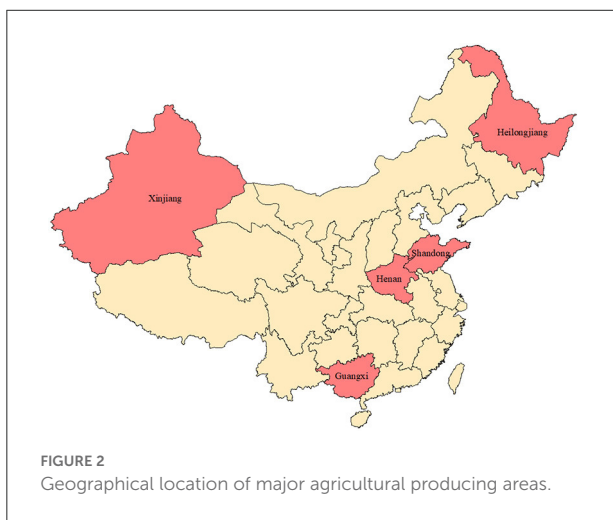 Heilongjiang
Xinjiang
Shandong
Henan
Guangxi
FIGURE 2
Geographical location of major agricultural producing areas.